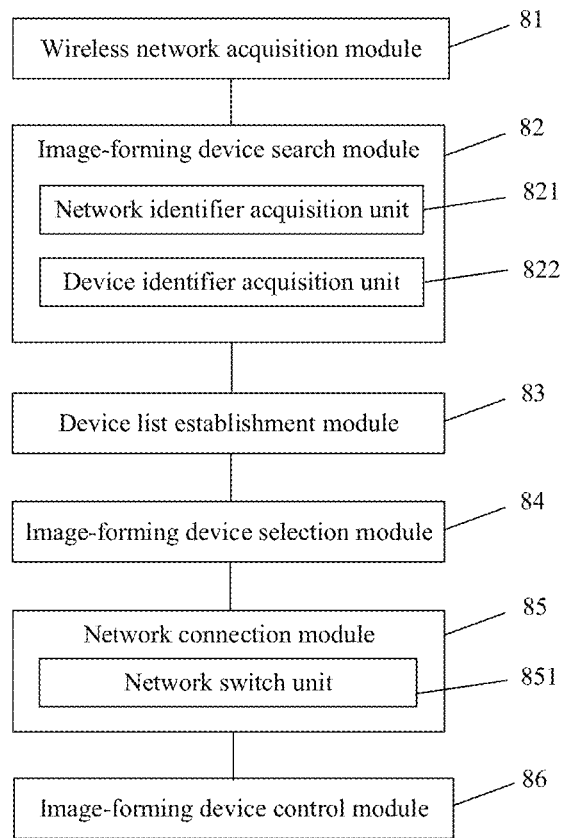 81
Wireless network acquisition module
82
Image-forming device search module
821
Network identifier acquisition unit
822
Device identifier acquisition unit
83
Device list establishment module
84
Image-forming device selection module
85
Network connection module
851
Network switch unit
86
Image-forming device control module